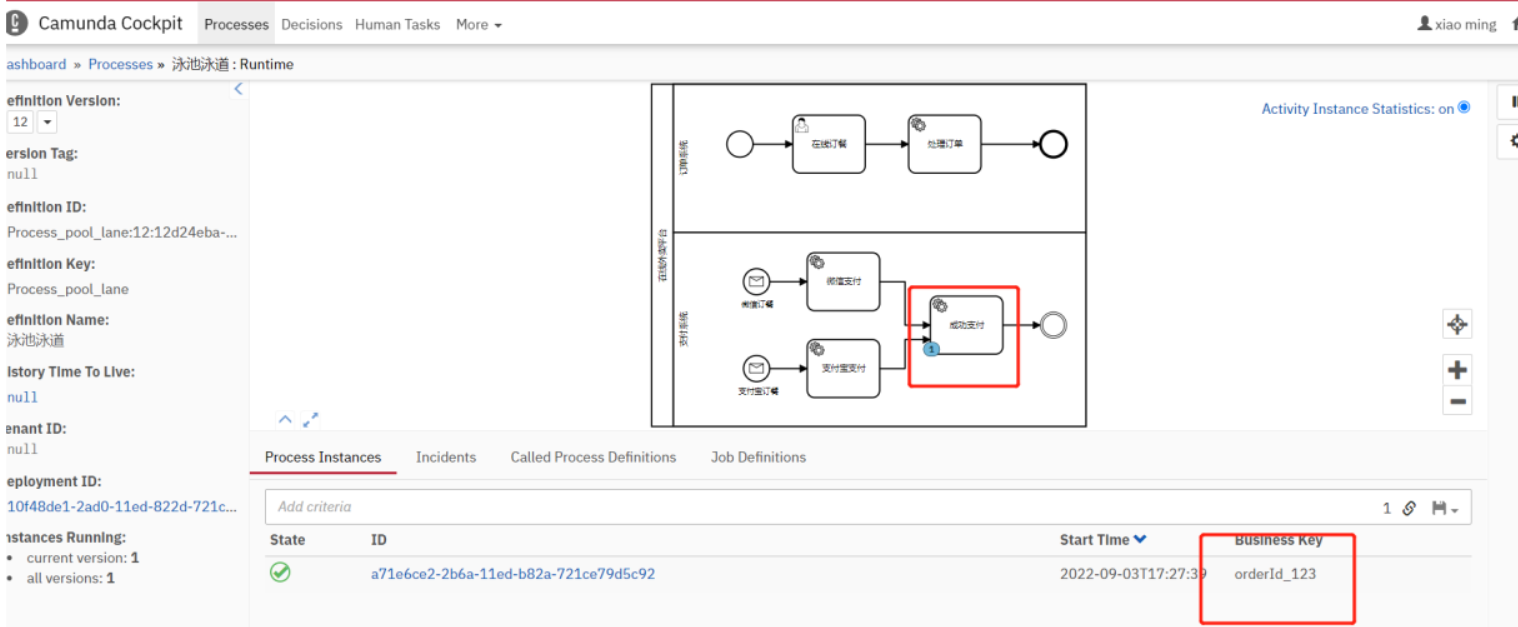 Camunda Cockpit Processes Decisions Human Tasks More xiao ming
ashboard » Processes » 泳池泳道 : Runtime
efinition Version:
12
ersion Tag:
null
efinition ID:
Process_pool_lane:12:12d24eba-...
efinition Key:
Process_pool_lane
efinition Name:
泳池泳道
istory Time To Live:
null
enant ID:
null
eployment ID:
10f48de1-2ad0-11ed-822d-721c...
nstances Running:
current version: 1
all versions: 1
Activity Instance Statistics: on
在线外卖平台
订单系统
在线订餐
处理订单
支付系统
微信订餐
微信支付
支付宝订餐
支付宝支付
成功支付
1
Process Instances Incidents Called Process Definitions Job Definitions
Add criteria 1
State ID Start Time Business Key
a71e6ce2-2b6a-11ed-b82a-721ce79d5c92 2022-09-03T17:27:39 orderId_123